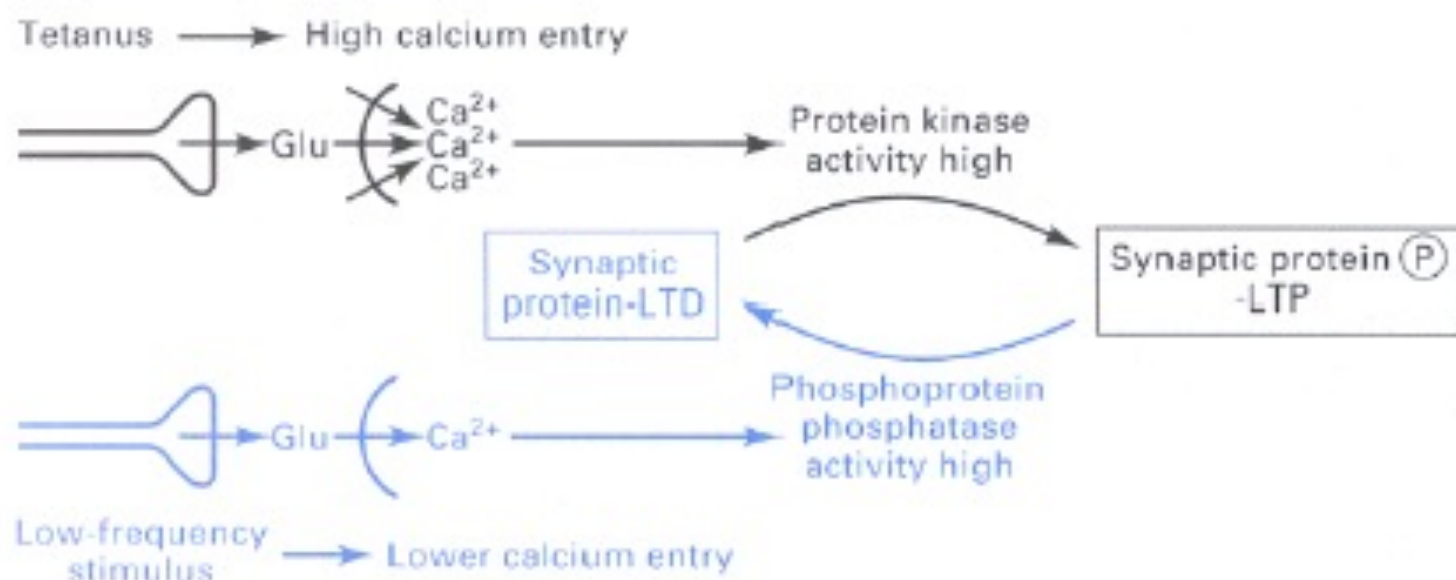 Tetanus → High calcium entry
Glu
Ca²⁺
Ca²⁺
Ca²⁺
Protein kinase
activity high
Synaptic
protein-LTD
Synaptic protein Ⓟ
-LTP
Glu
Ca²⁺
Phosphoprotein
phosphatase
activity high
Low-frequency
stimulus → Lower calcium entry